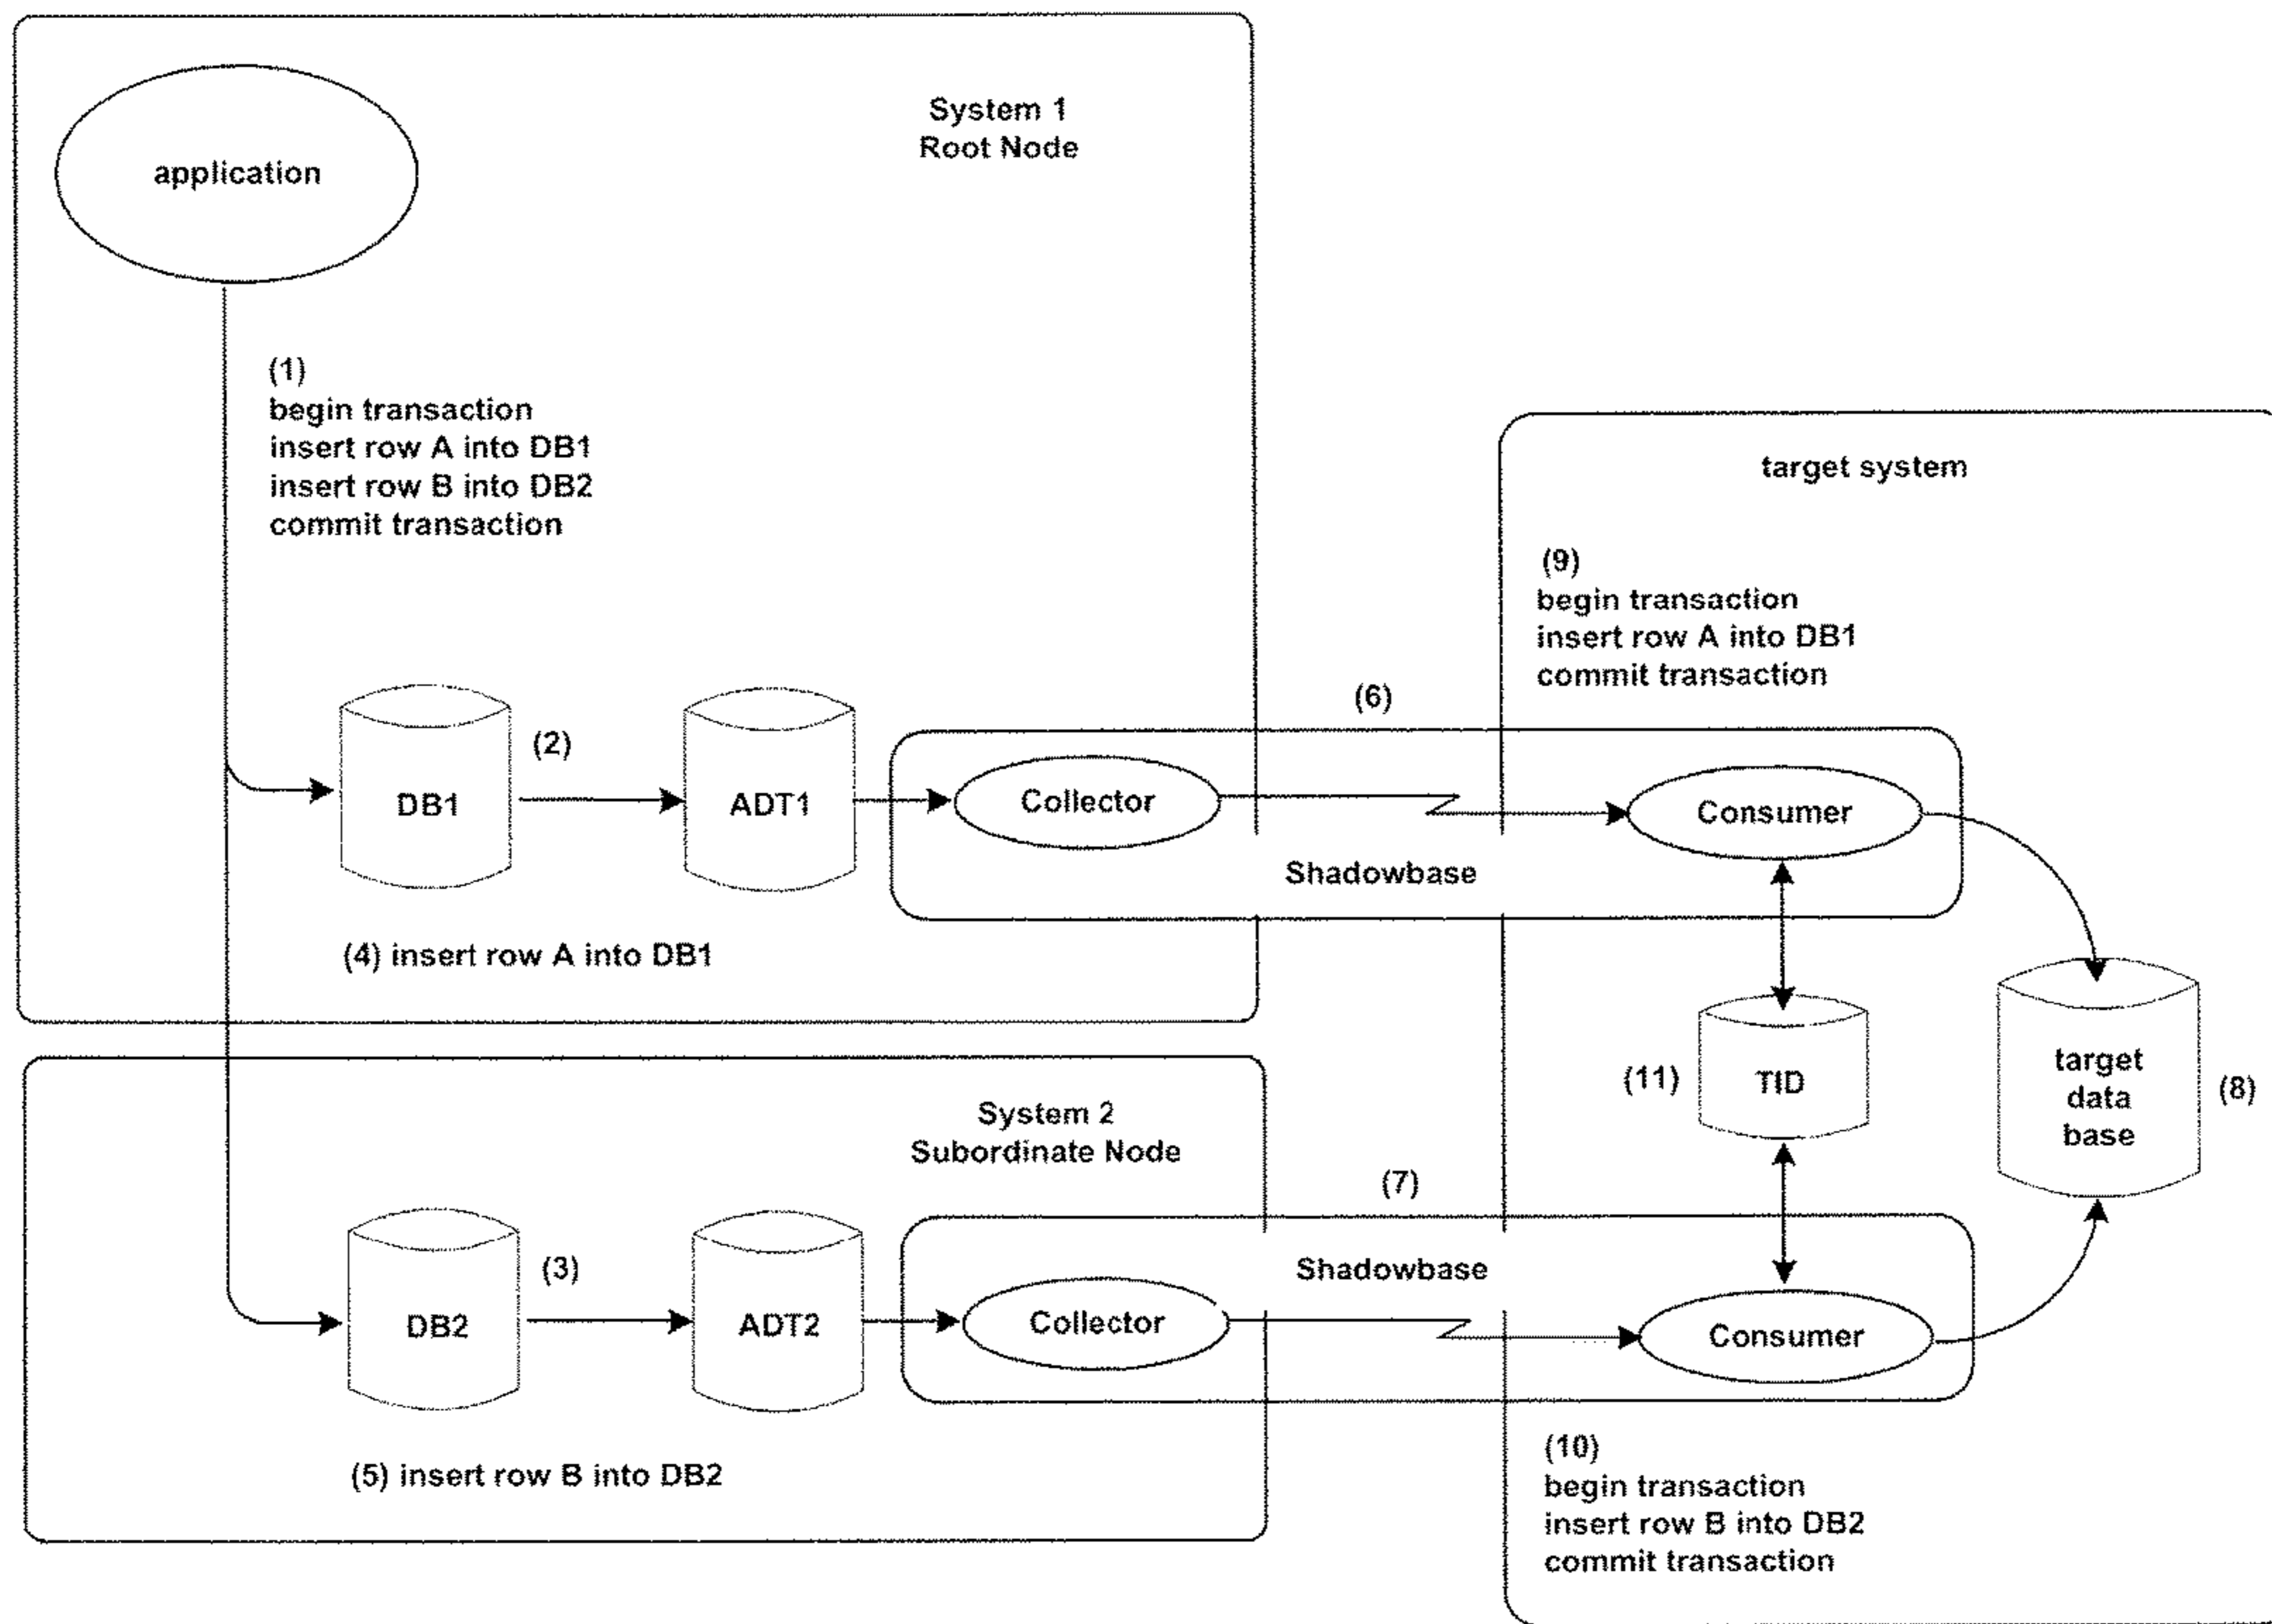 application
System 1
Root Node
(1)
begin transaction
insert row A into DB1
insert row B into DB2
commit transaction
target system
(9)
begin transaction
insert row A into DB1
commit transaction
(6)
DB1
(2)
ADT1
Collector
Consumer
Shadowbase
(4) insert row A into DB1
(11)
TID
target
data
base
(8)
System 2
Subordinate Node
(7)
DB2
(3)
ADT2
Shadowbase
Collector
Consumer
(5) insert row B into DB2
(10)
begin transaction
insert row B into DB2
commit transaction